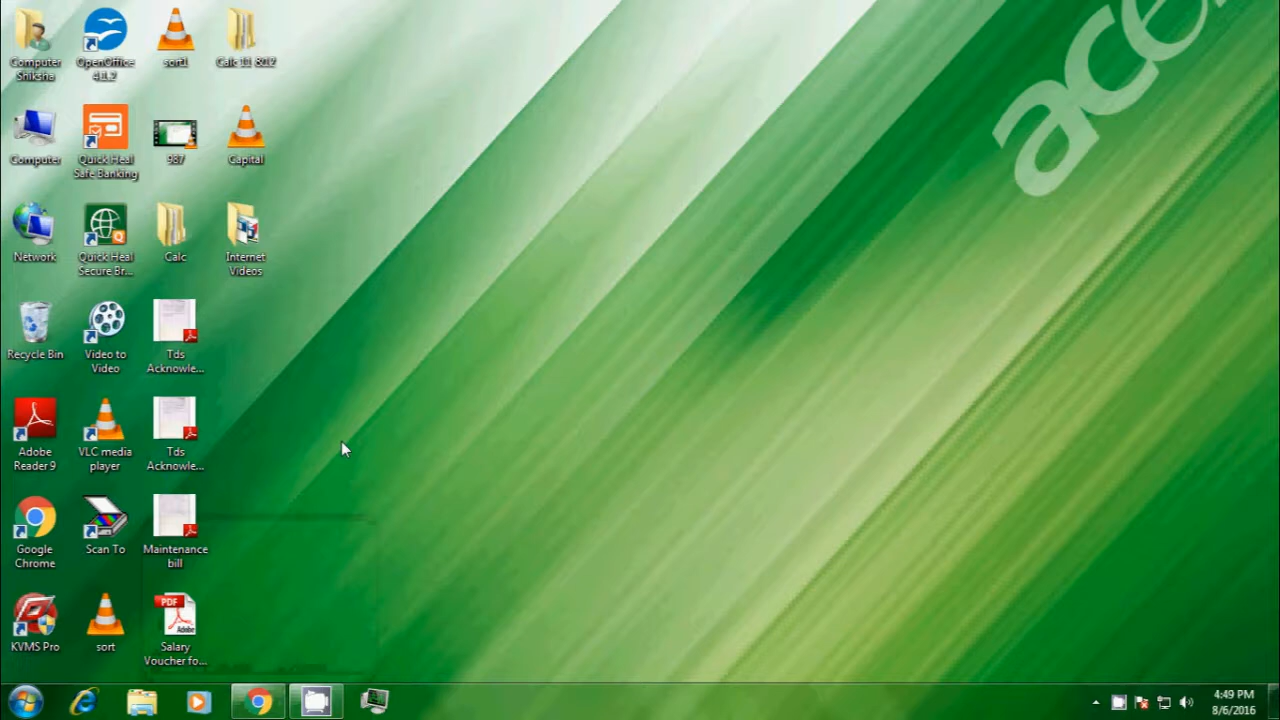 Computer
Shiksha
OpenOffice
4.1.2
sort1
Calc 11 8/12
Computer
Quick Heal
Safe Banking
987
Capital
Network
Quick Heal
Secure Br...
Calc
Internet
Videos
Recycle Bin
Video to
Video
Tds
Acknowle...
Adobe
Reader 9
VLC media
player
Tds
Acknowle...
Google
Chrome
Scan To
Maintenance
bill
KVMS Pro
sort
PDF
Adobe
Salary
Voucher fo...
acer
4:49 PM
8/6/2016